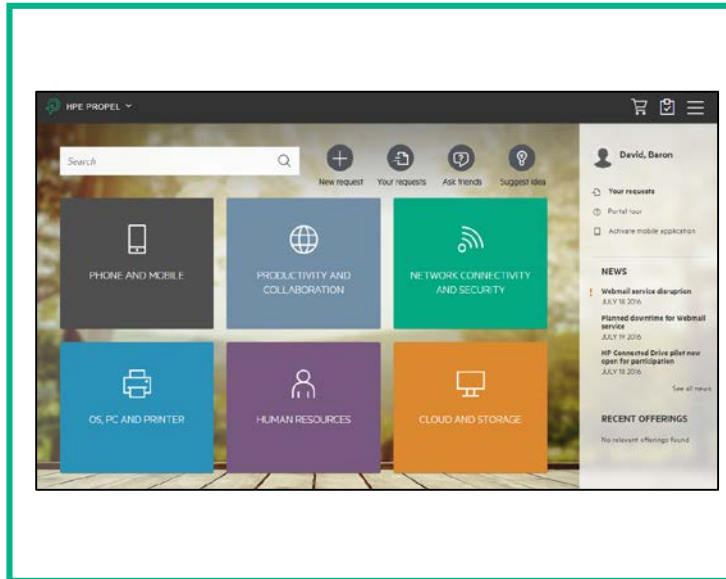 HPE PROPEL
Search
New request
Your requests
Ask friends
Suggest idea
PHONE AND MOBILE
PRODUCTIVITY AND
COLLABORATION
NETWORK CONNECTIVITY
AND SECURITY
OS, PC AND PRINTER
HUMAN RESOURCES
CLOUD AND STORAGE
David, Baron
Your requests
Portal tour
Activate mobile application
NEWS
Webmail service disruption
JULY 18 2016
Planned downtime for Webmail
service
JULY 19 2016
HP Connected Drive pilot now
open for participation
JULY 18 2016
See all news
RECENT OFFERINGS
No relevant offerings found